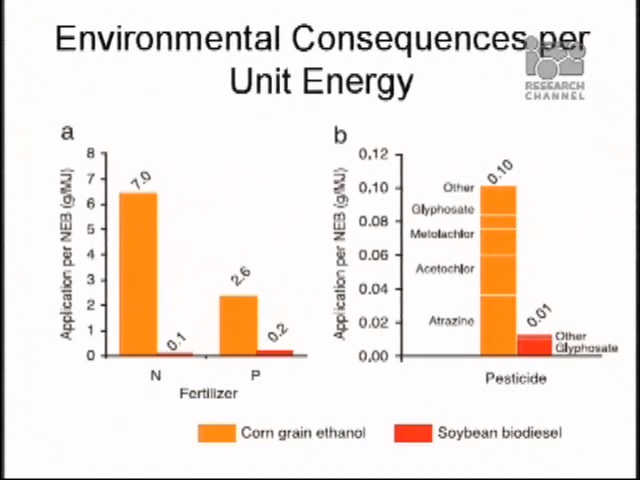 Environmental Consequences per
Unit Energy
RESEARCH
CHANNEL
a
Application per NEB (g/MJ)
8
7
6
5
4
3
2
1
0
7.0
0.1
2.6
0.2
N
P
Fertilizer
b
Application per NEB (g/MJ)
0.12
0.10
0.08
0.06
0.04
0.02
0.00
0.10
Other
Glyphosate
Metolachlor
Acetochlor
Atrazine
0.01
Other
Glyphosate
Pesticide
Corn grain ethanol
Soybean biodiesel